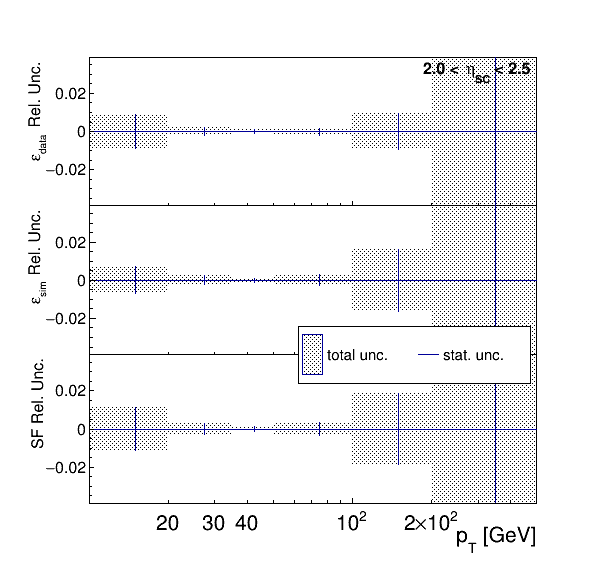 2.0 < η_SC < 2.5
ε_data Rel. Unc.
0.02
0
−0.02
ε_sim Rel. Unc.
0.02
0
−0.02
total unc.
stat. unc.
SF Rel. Unc.
0.02
0
−0.02
20 30 40 10² 2×10²
p_T [GeV]